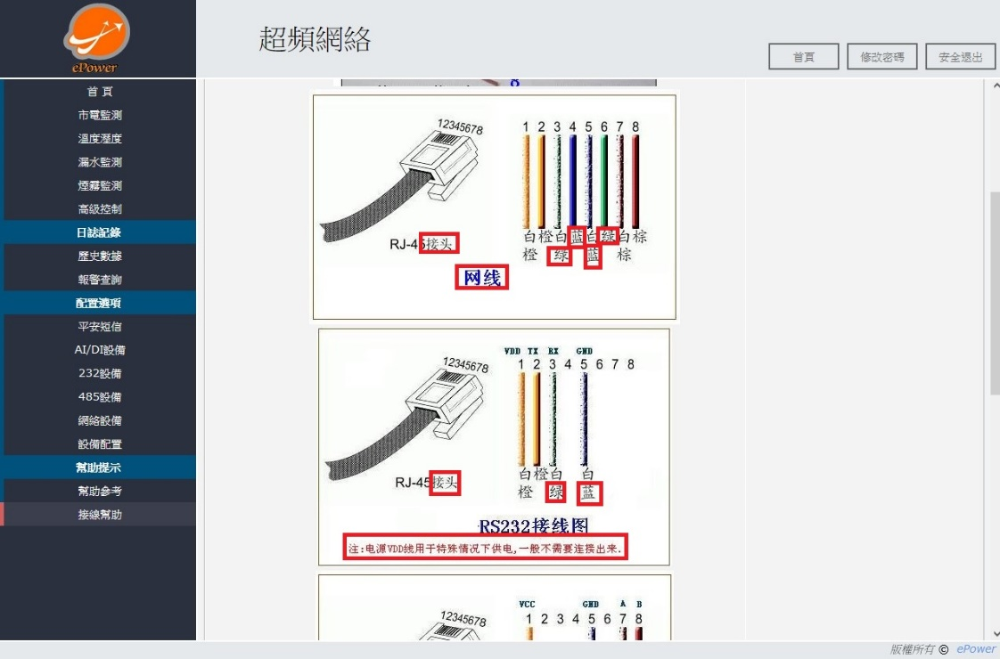 ePower
超頻網絡
首頁
修改密碼
安全退出
首 頁
市電監測
溫度溼度
漏水監測
煙霧監測
高級控制
日誌記錄
歷史數據
報警查詢
配置選項
平安短信
AI/DI設備
232設備
485設備
網絡設備
設備配置
幫助提示
幫助參考
接線幫助
8
12345678
1 2 3 4 5 6 7 8
白橙白蓝白绿白棕
橙 绿 蓝 棕
RJ-45接头
网线
VDD TX RX GND
12345678
1 2 3 4 5 6 7 8
白橙白 白
橙 绿 蓝
RJ-45接头
RS232接线图
注:电源VDD线用于特殊情况下供电,一般不需要连接出来.
VCC GND A B
12345678
1 2 3 4 5 6 7 8
版權所有 © ePower